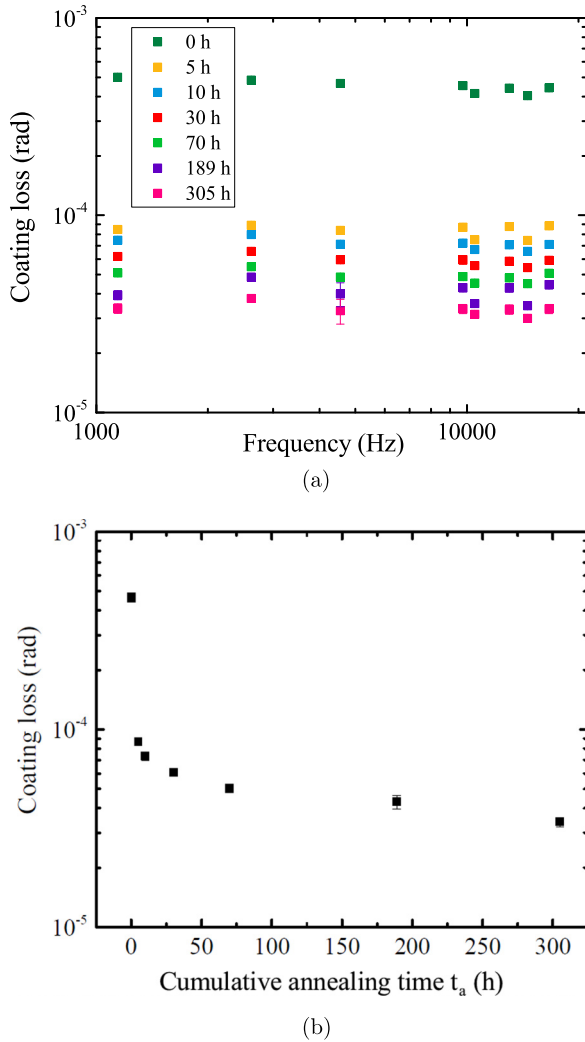 10⁻³
0 h
5 h
10 h
30 h
70 h
189 h
305 h
Coating loss (rad)
10⁻⁴
10⁻⁵
1000
10000
Frequency (Hz)
(a)
10⁻³
Coating loss (rad)
10⁻⁴
10⁻⁵
0 50 100 150 200 250 300
Cumulative annealing time tₐ (h)
(b)